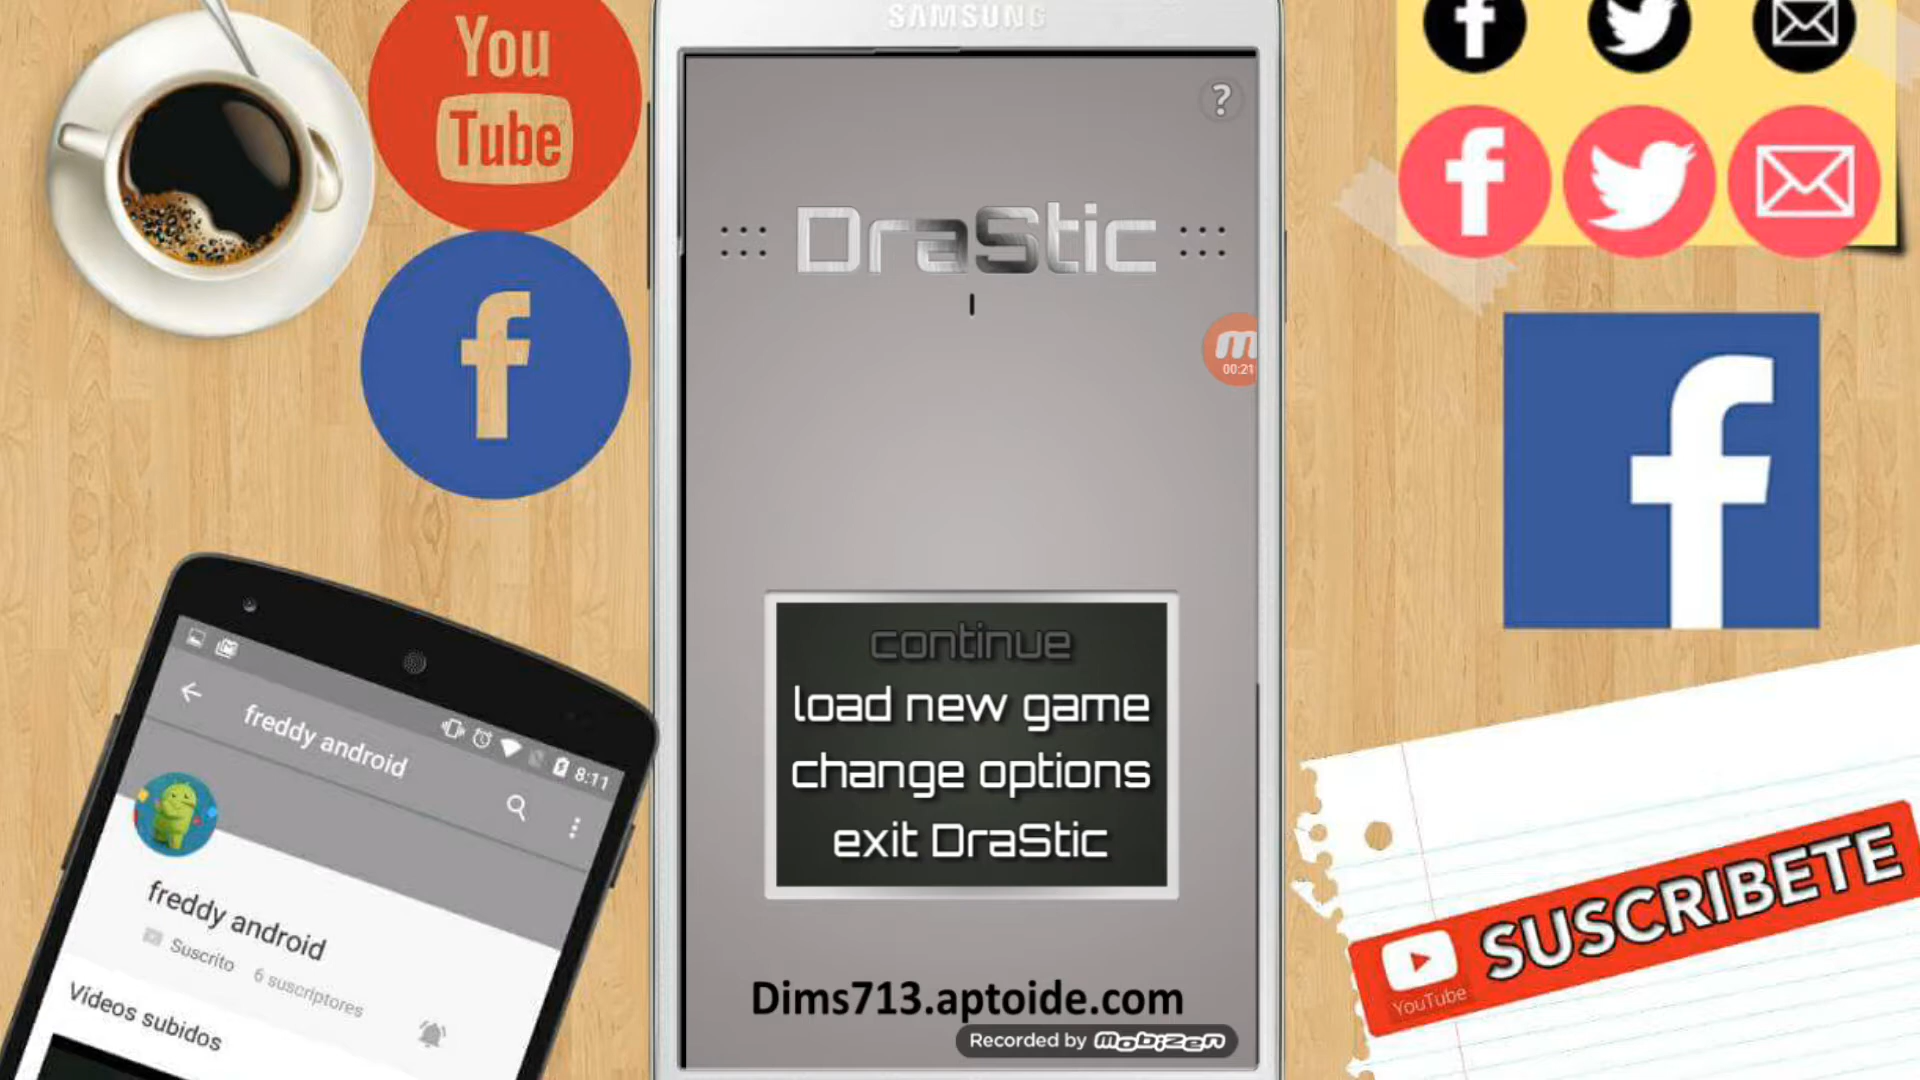 You
Tube
SAMSUNG
?
DraStic
00:21
continue
load new game
change options
exit DraStic
Dims713.aptoide.com
Recorded by mobizen
8:11
freddy android
freddy android
Suscrito 6 suscriptores
Vídeos subidos
SUSCRIBETE
YouTube